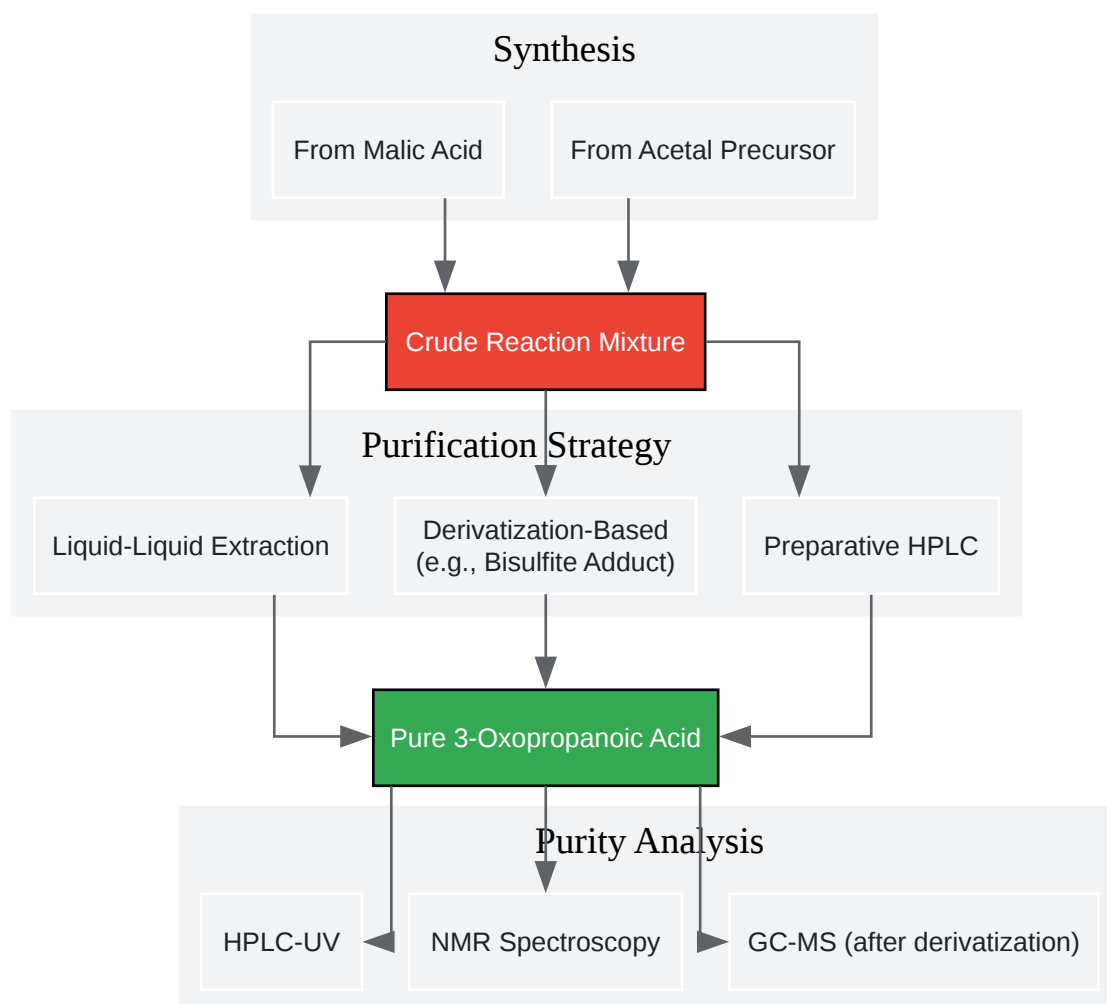 Synthesis
From Malic Acid
From Acetal Precursor
Crude Reaction Mixture
Purification Strategy
Liquid-Liquid Extraction
Derivatization-Based
(e.g., Bisulfite Adduct)
Preparative HPLC
Pure 3-Oxopropanoic Acid
Purity Analysis
HPLC-UV
NMR Spectroscopy
GC-MS (after derivatization)